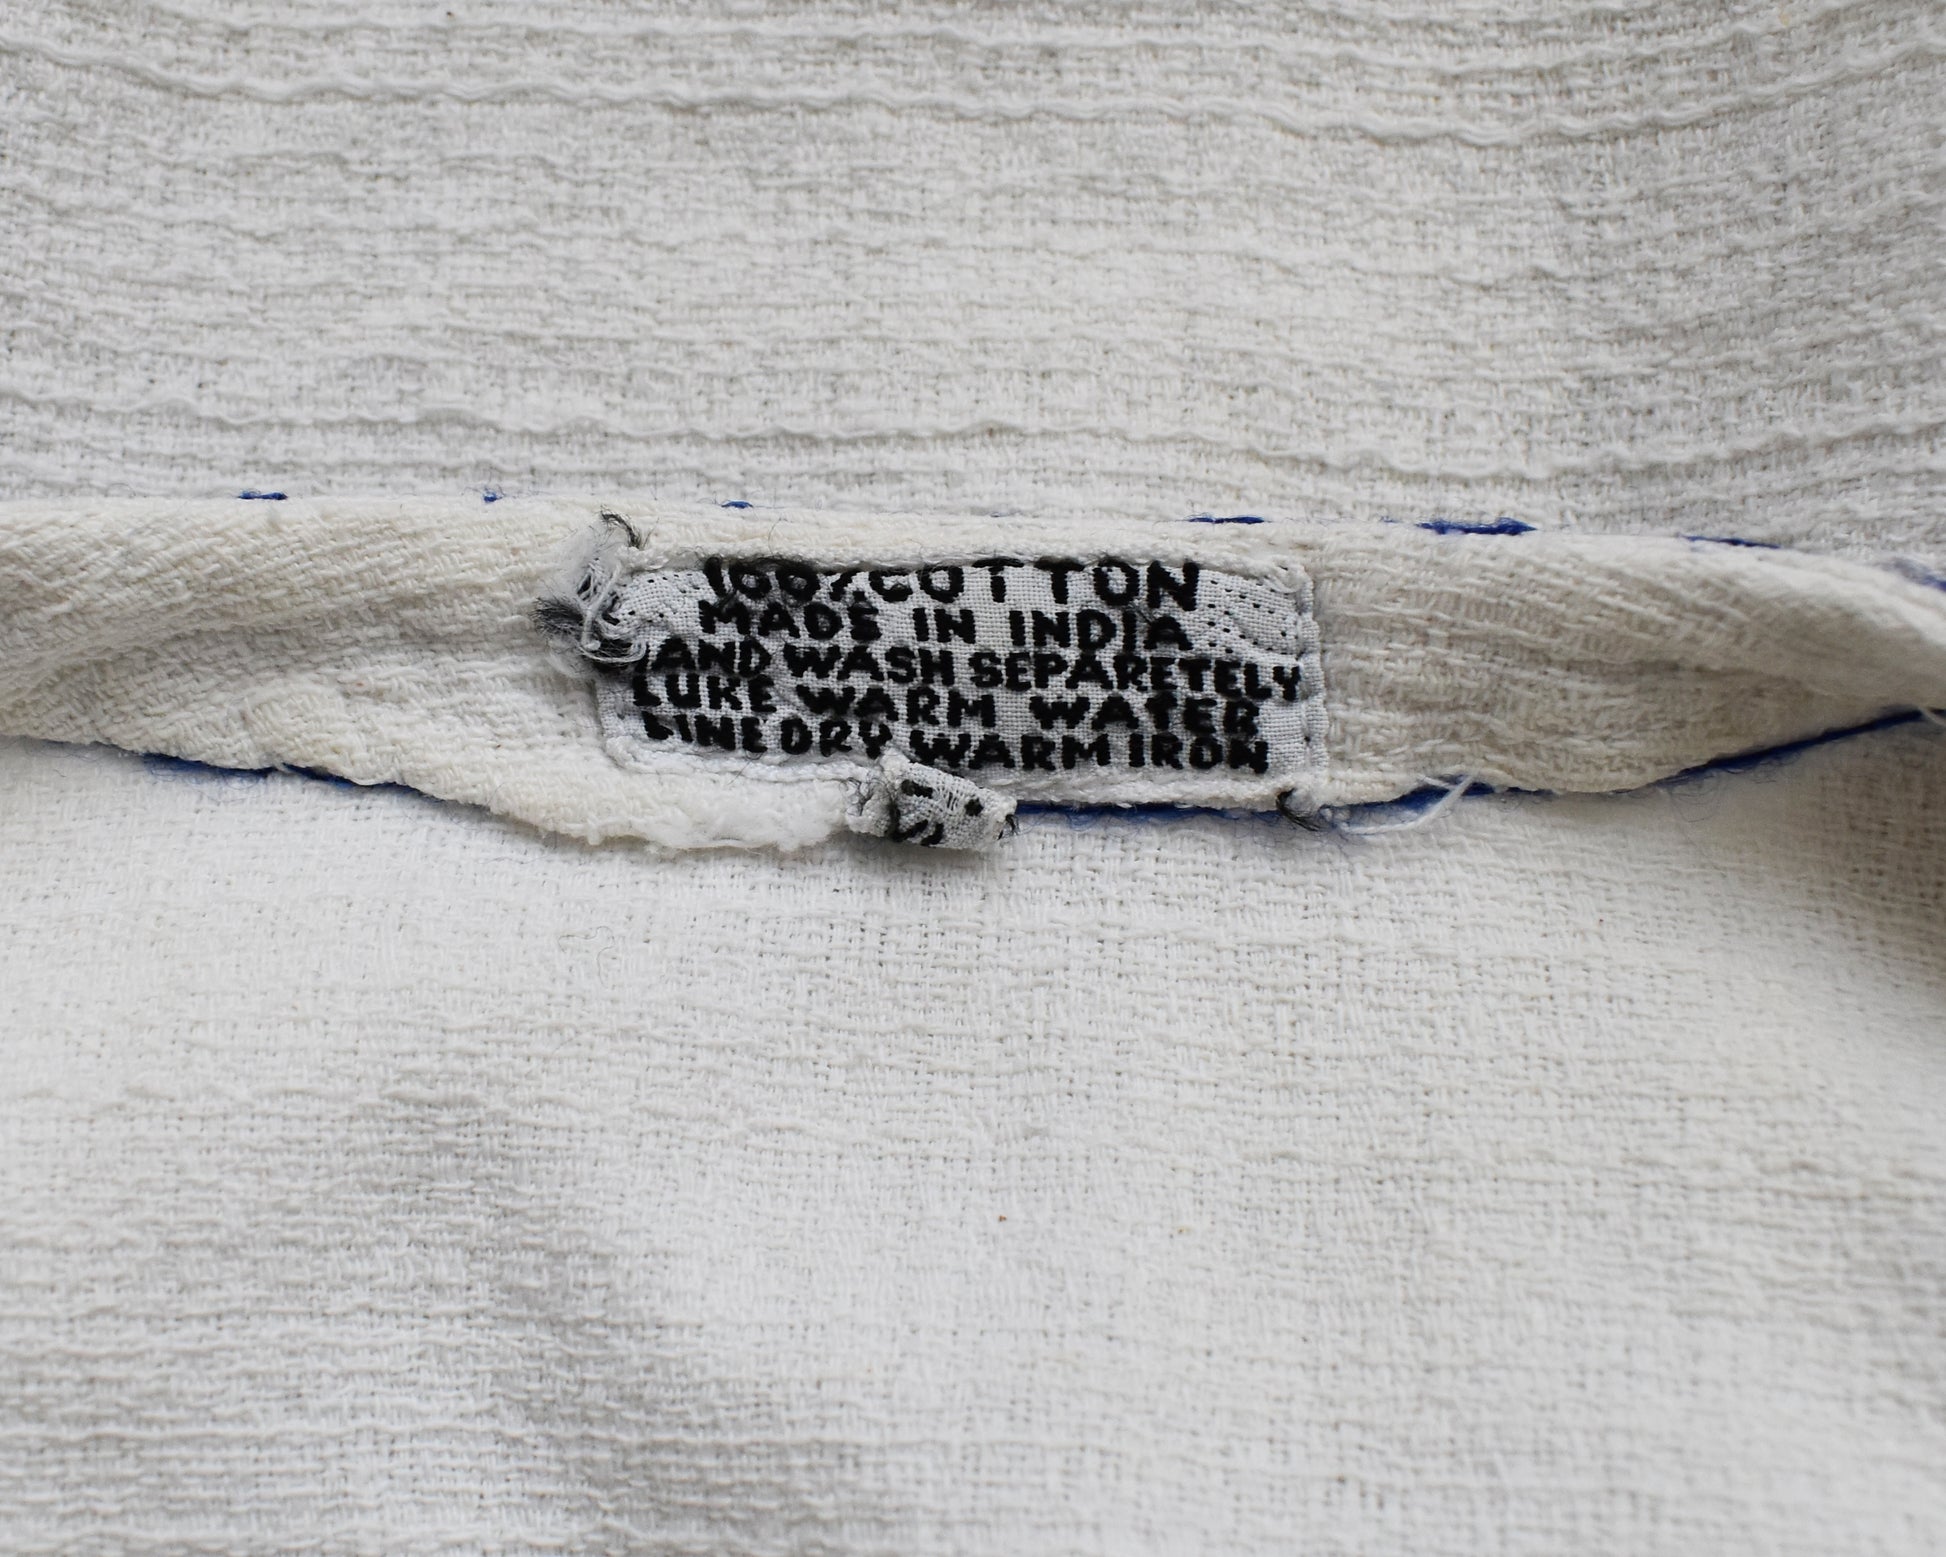 100% COTTON
MADE IN INDIA
HAND WASH SEPARETELY
LUKE WARM WATER
LINE DRY WARM IRON
S